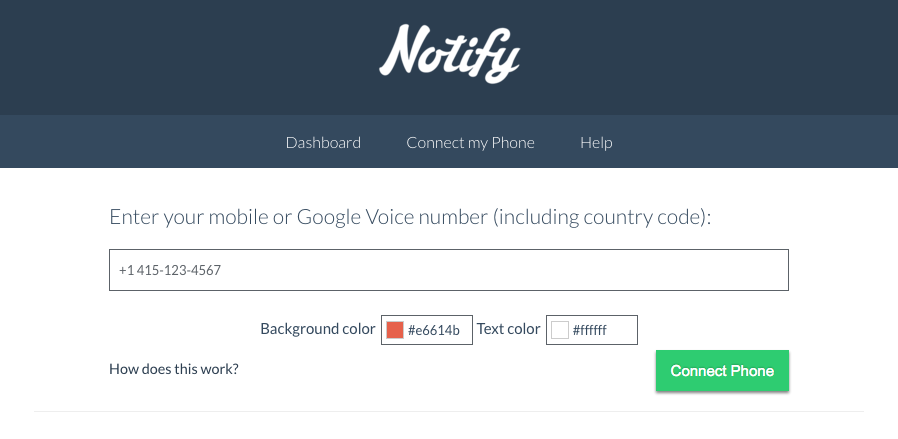 Notify
Dashboard Connect my Phone Help
Enter your mobile or Google Voice number (including country code):
+1 415-123-4567
Background color #e6614b Text color #ffffff
How does this work? Connect Phone